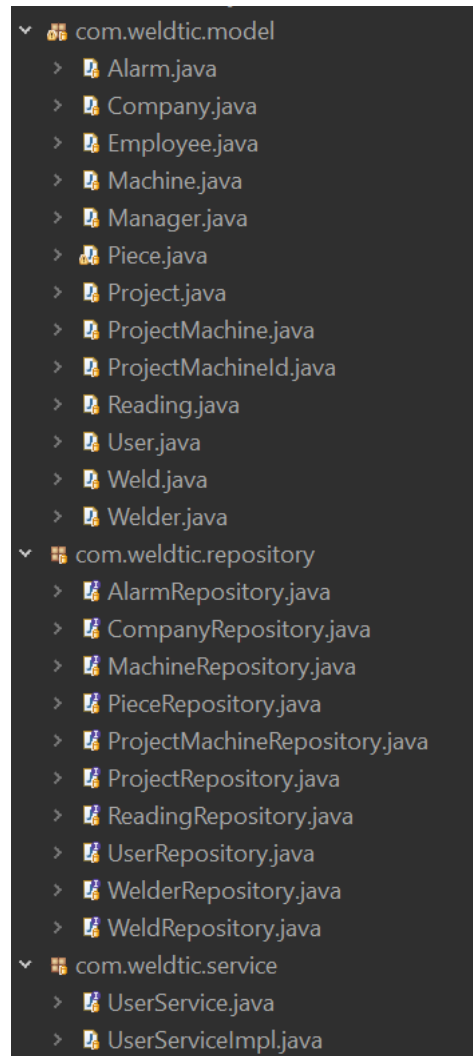 com.weldtic.model
Alarm.java
Company.java
Employee.java
Machine.java
Manager.java
Piece.java
Project.java
ProjectMachine.java
ProjectMachineId.java
Reading.java
User.java
Weld.java
Welder.java
com.weldtic.repository
AlarmRepository.java
CompanyRepository.java
MachineRepository.java
PieceRepository.java
ProjectMachineRepository.java
ProjectRepository.java
ReadingRepository.java
UserRepository.java
WelderRepository.java
WeldRepository.java
com.weldtic.service
UserService.java
UserServiceImpl.java